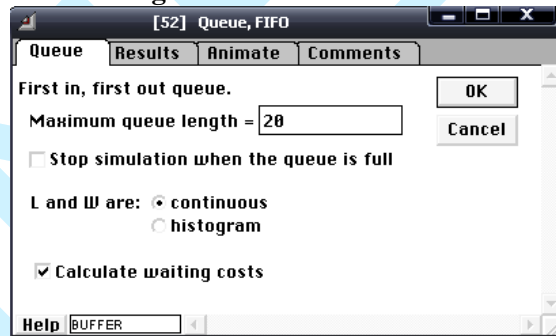 [52] Queue, FIFO
Queue Results Animate Comments
First in, first out queue.
OK
Maximum queue length = 20
Cancel
Stop simulation when the queue is full
L and W are: continuous
histogram
Calculate waiting costs
Help BUFFER